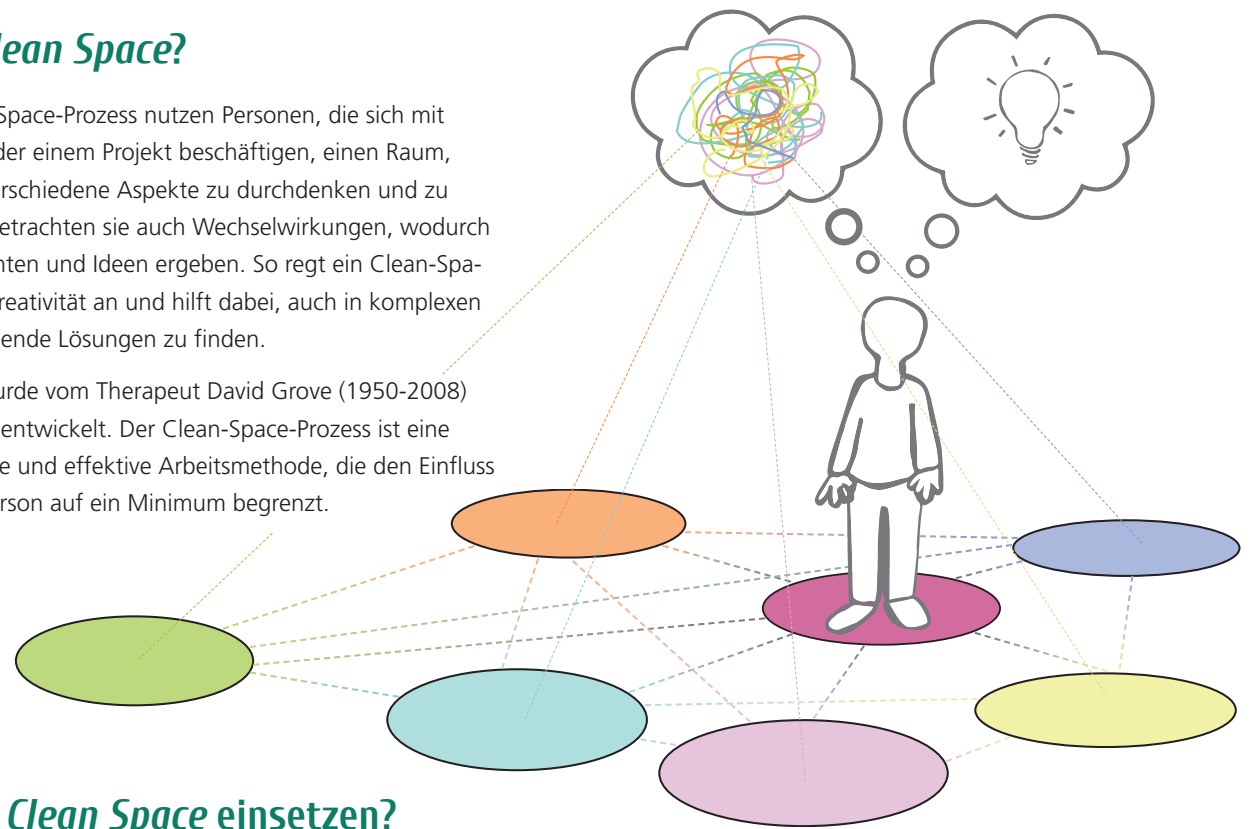 lean Space?
Space-Prozess nutzen Personen, die sich mit
der einem Projekt beschäftigen, einen Raum,
rschiedene Aspekte zu durchdenken und zu
etrachten sie auch Wechselwirkungen, wodurch
nten und Ideen ergeben. So regt ein Clean-Spa-
reativität an und hilft dabei, auch in komplexen
ende Lösungen zu finden.
urde vom Therapeut David Grove (1950-2008)
entwickelt. Der Clean-Space-Prozess ist eine
e und effektive Arbeitsmethode, die den Einfluss
erson auf ein Minimum begrenzt.
Clean Space einsetzen?